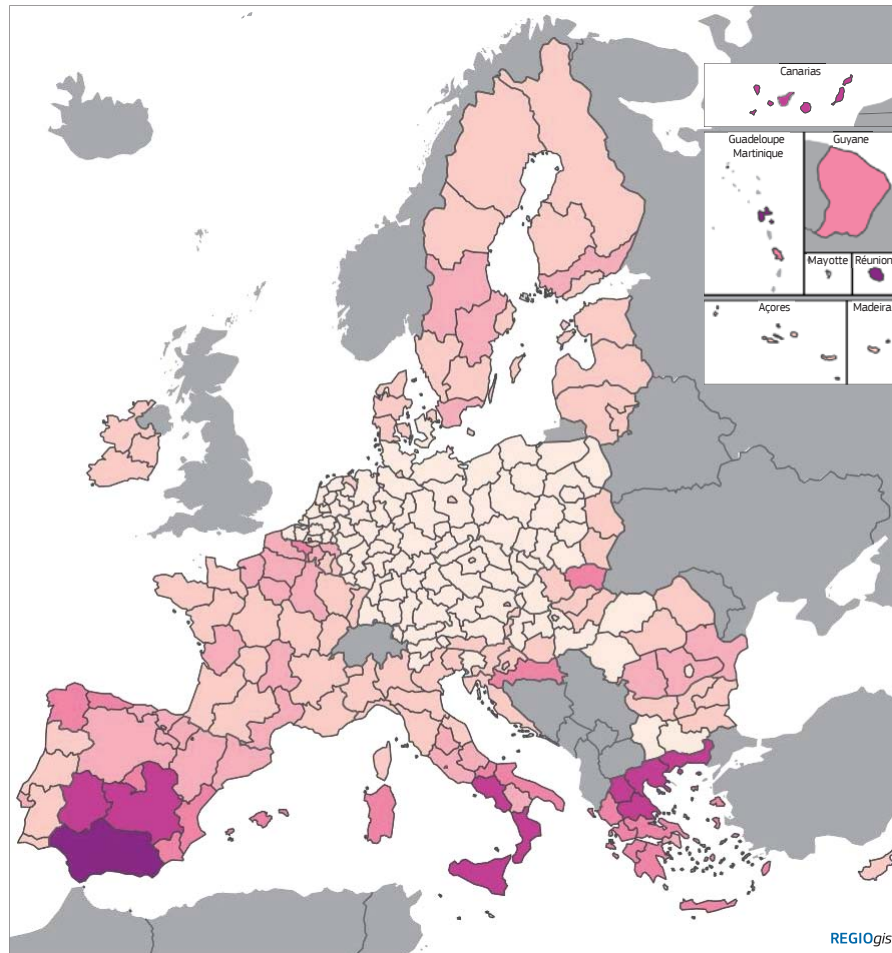 Canarias
Guadeloupe
Martinique
Guyane
Mayotte
Réunion
Açores
Madeira
REGIOgis